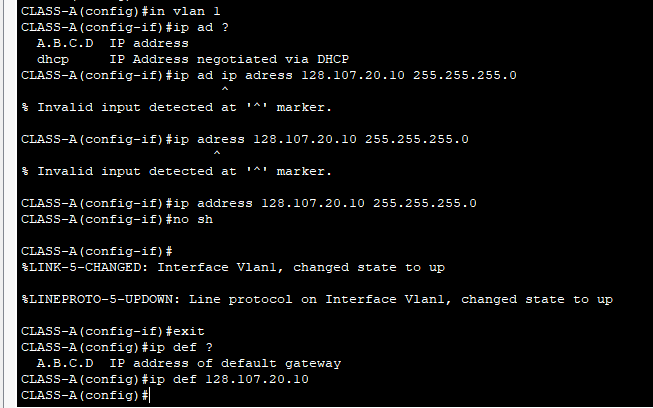 CLASS-A(config)#in vlan 1
CLASS-A(config-if)#ip ad ?
A.B.C.D  IP address
dhcp     IP Address negotiated via DHCP
CLASS-A(config-if)#ip ad ip adress 128.107.20.10 255.255.255.0
^
% Invalid input detected at '^' marker.
CLASS-A(config-if)#ip adress 128.107.20.10 255.255.255.0
^
% Invalid input detected at '^' marker.
CLASS-A(config-if)#ip address 128.107.20.10 255.255.255.0
CLASS-A(config-if)#no sh
CLASS-A(config-if)#
%LINK-5-CHANGED: Interface Vlan1, changed state to up
%LINEPROTO-5-UPDOWN: Line protocol on Interface Vlan1, changed state to up
CLASS-A(config-if)#exit
CLASS-A(config)#ip def ?
A.B.C.D  IP address of default gateway
CLASS-A(config)#ip def 128.107.20.10
CLASS-A(config)#